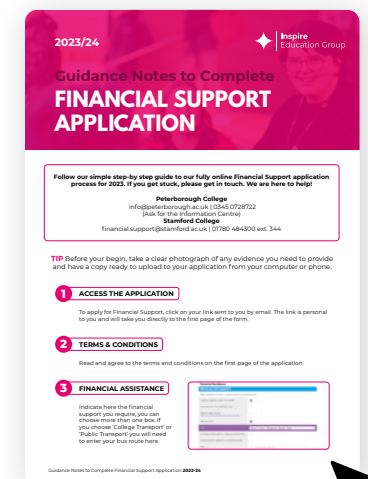 2023/24
Inspire
Education Group
Guidance Notes to Complete
FINANCIAL SUPPORT
APPLICATION
Follow our simple step-by step guide to our fully online Financial Support application
process for 2023. If you get stuck, please get in touch. We are here to help!
Peterborough College
info@peterborough.ac.uk | 0345 0728722
(Ask for the Information Centre)
Stamford College
financial.support@stamford.ac.uk | 01780 484300 ext. 344
TIP Before your begin, take a clear photograph of any evidence you need to provide
and have a copy ready to upload to your application from your computer or phone.
1 ACCESS THE APPLICATION
To apply for Financial Support, click on your link sent to you by email. The link is personal
to you and will take you directly to the first page of the form.
2 TERMS & CONDITIONS
Read and agree to the terms and conditions on the first page of the application.
3 FINANCIAL ASSISTANCE
Indicate here the financial
support you require, you can
choose more than one box. If
you choose 'College Transport' or
'Public Transport' you will need
to enter your bus route here.
Financial Assistance
Guidance Notes to Complete Financial Support Application 2023-24